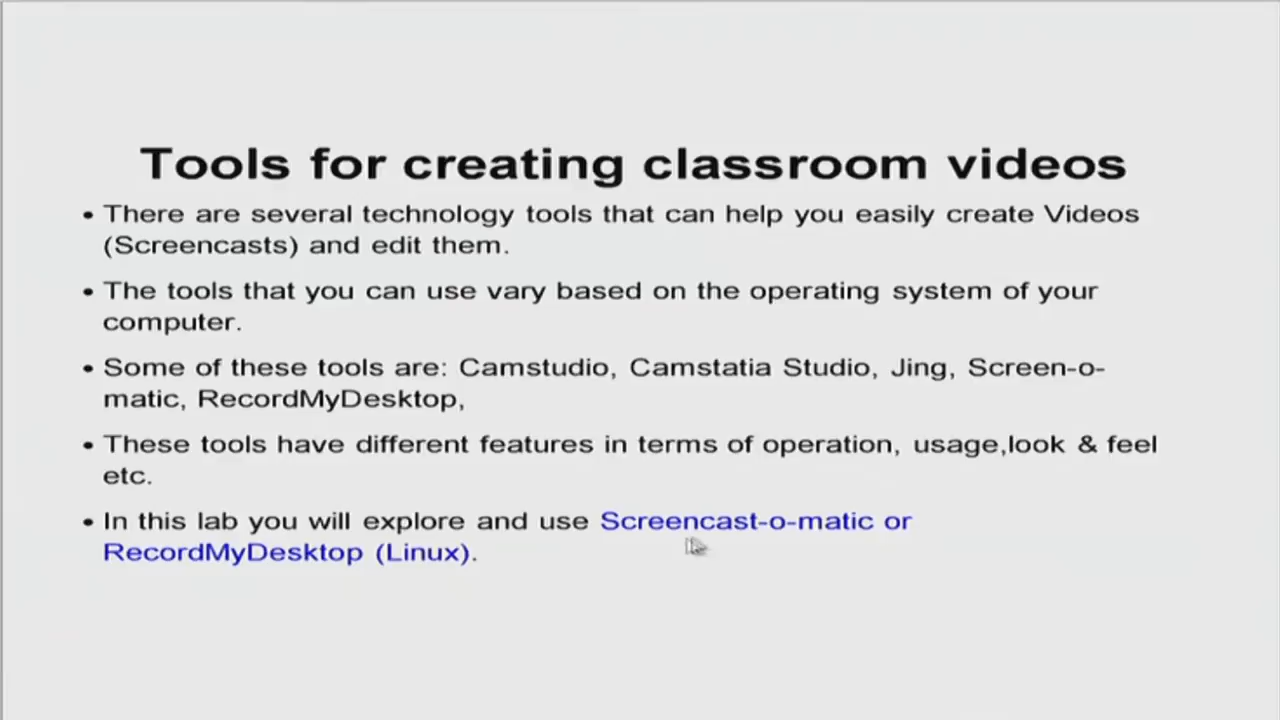 Tools for creating classroom videos
• There are several technology tools that can help you easily create Videos
(Screencasts) and edit them.
• The tools that you can use vary based on the operating system of your
computer.
• Some of these tools are: Camstudio, Camstatia Studio, Jing, Screen-o-
matic, RecordMyDesktop,
• These tools have different features in terms of operation, usage,look & feel
etc.
• In this lab you will explore and use Screencast-o-matic or
RecordMyDesktop (Linux).